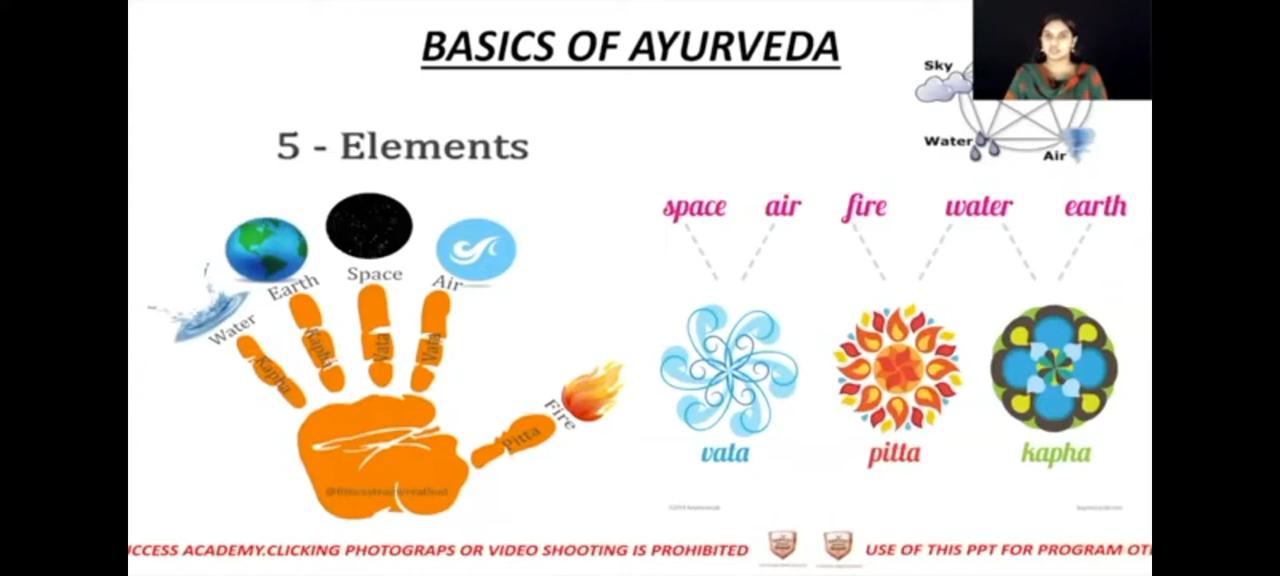 BASICS OF AYURVEDA
Sky
Water
Air
5 - Elements
Water
Earth
Space
Air
Fire
Kapha
Kapha
Vata
Vata
Pitta
space air fire water earth
vata pitta kapha
UCCESS ACADEMY.CLICKING PHOTOGRAPS OR VIDEO SHOOTING IS PROHIBITED
USE OF THIS PPT FOR PROGRAM OT